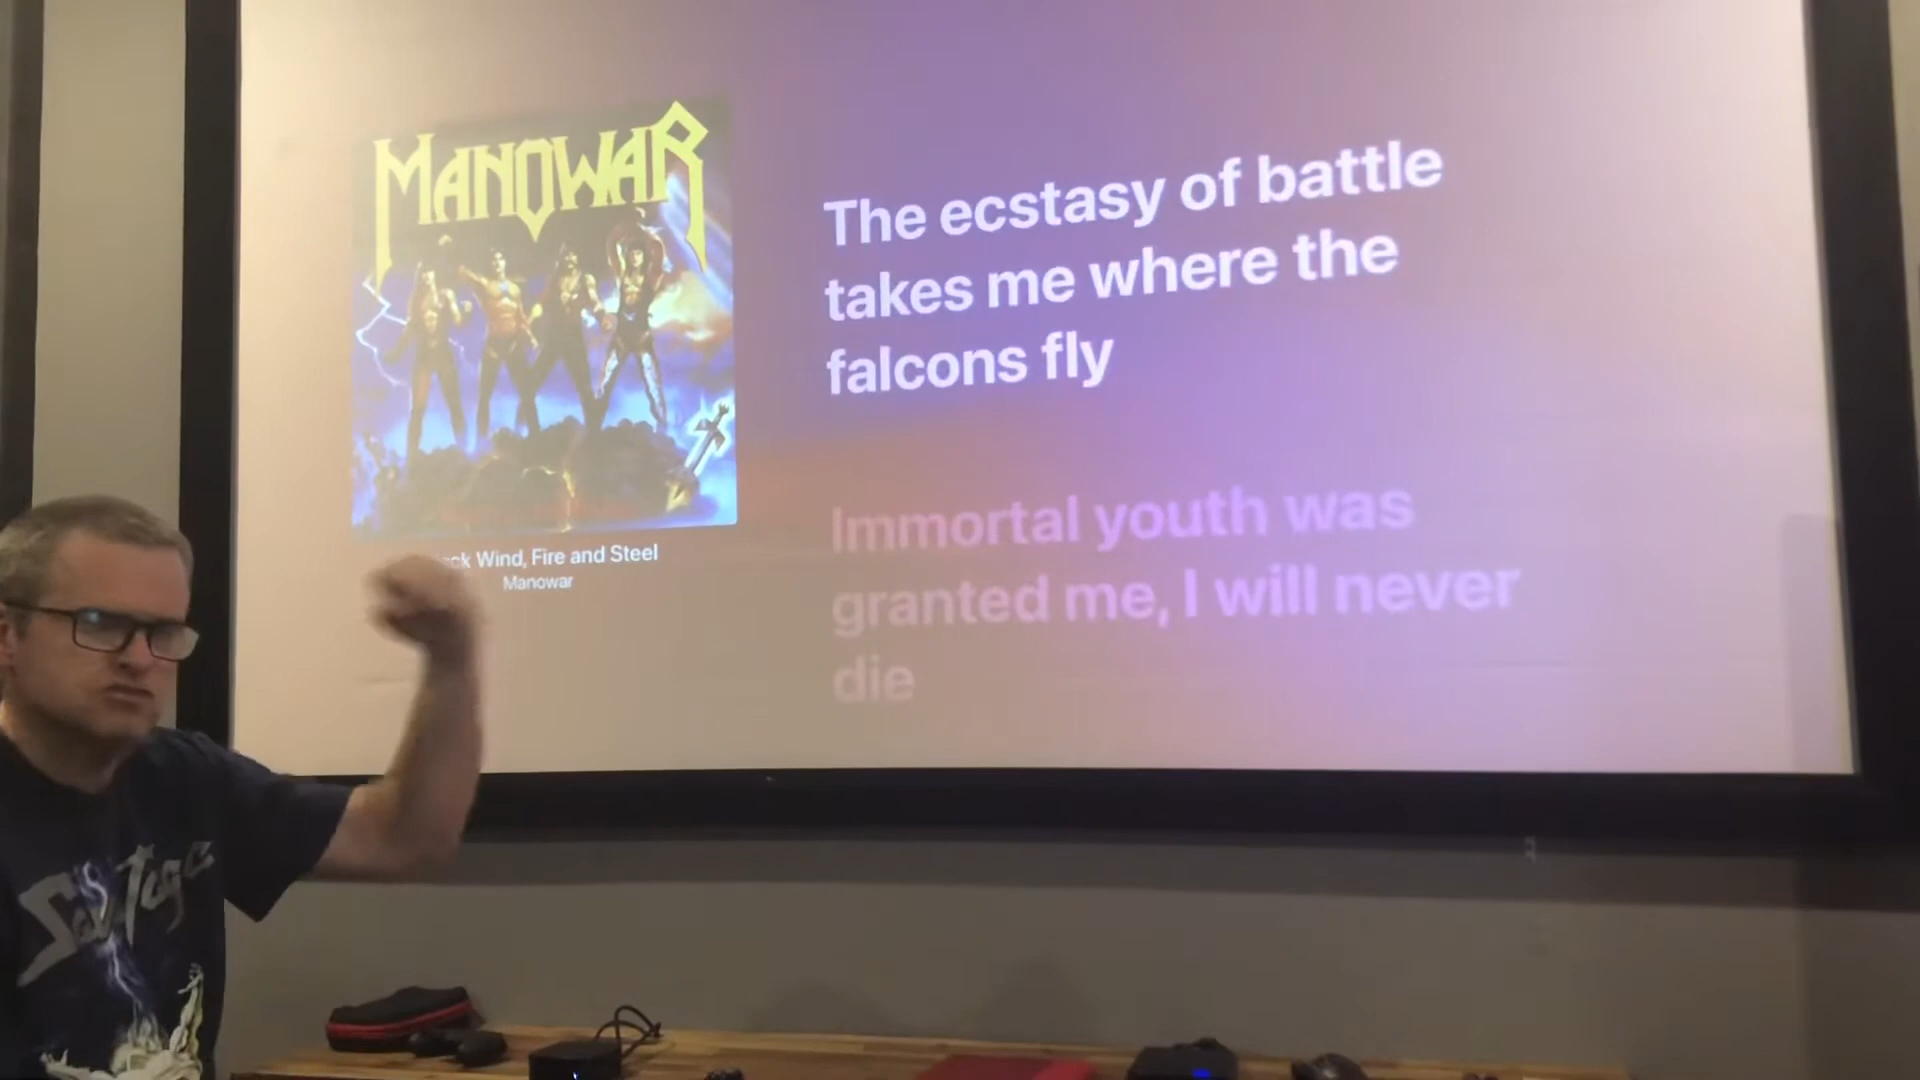 MANOWAR
The ecstasy of battle
takes me where the
falcons fly
Wind, Fire and Steel
Manowar
Immortal youth was
granted me, I will never
die
Savatage